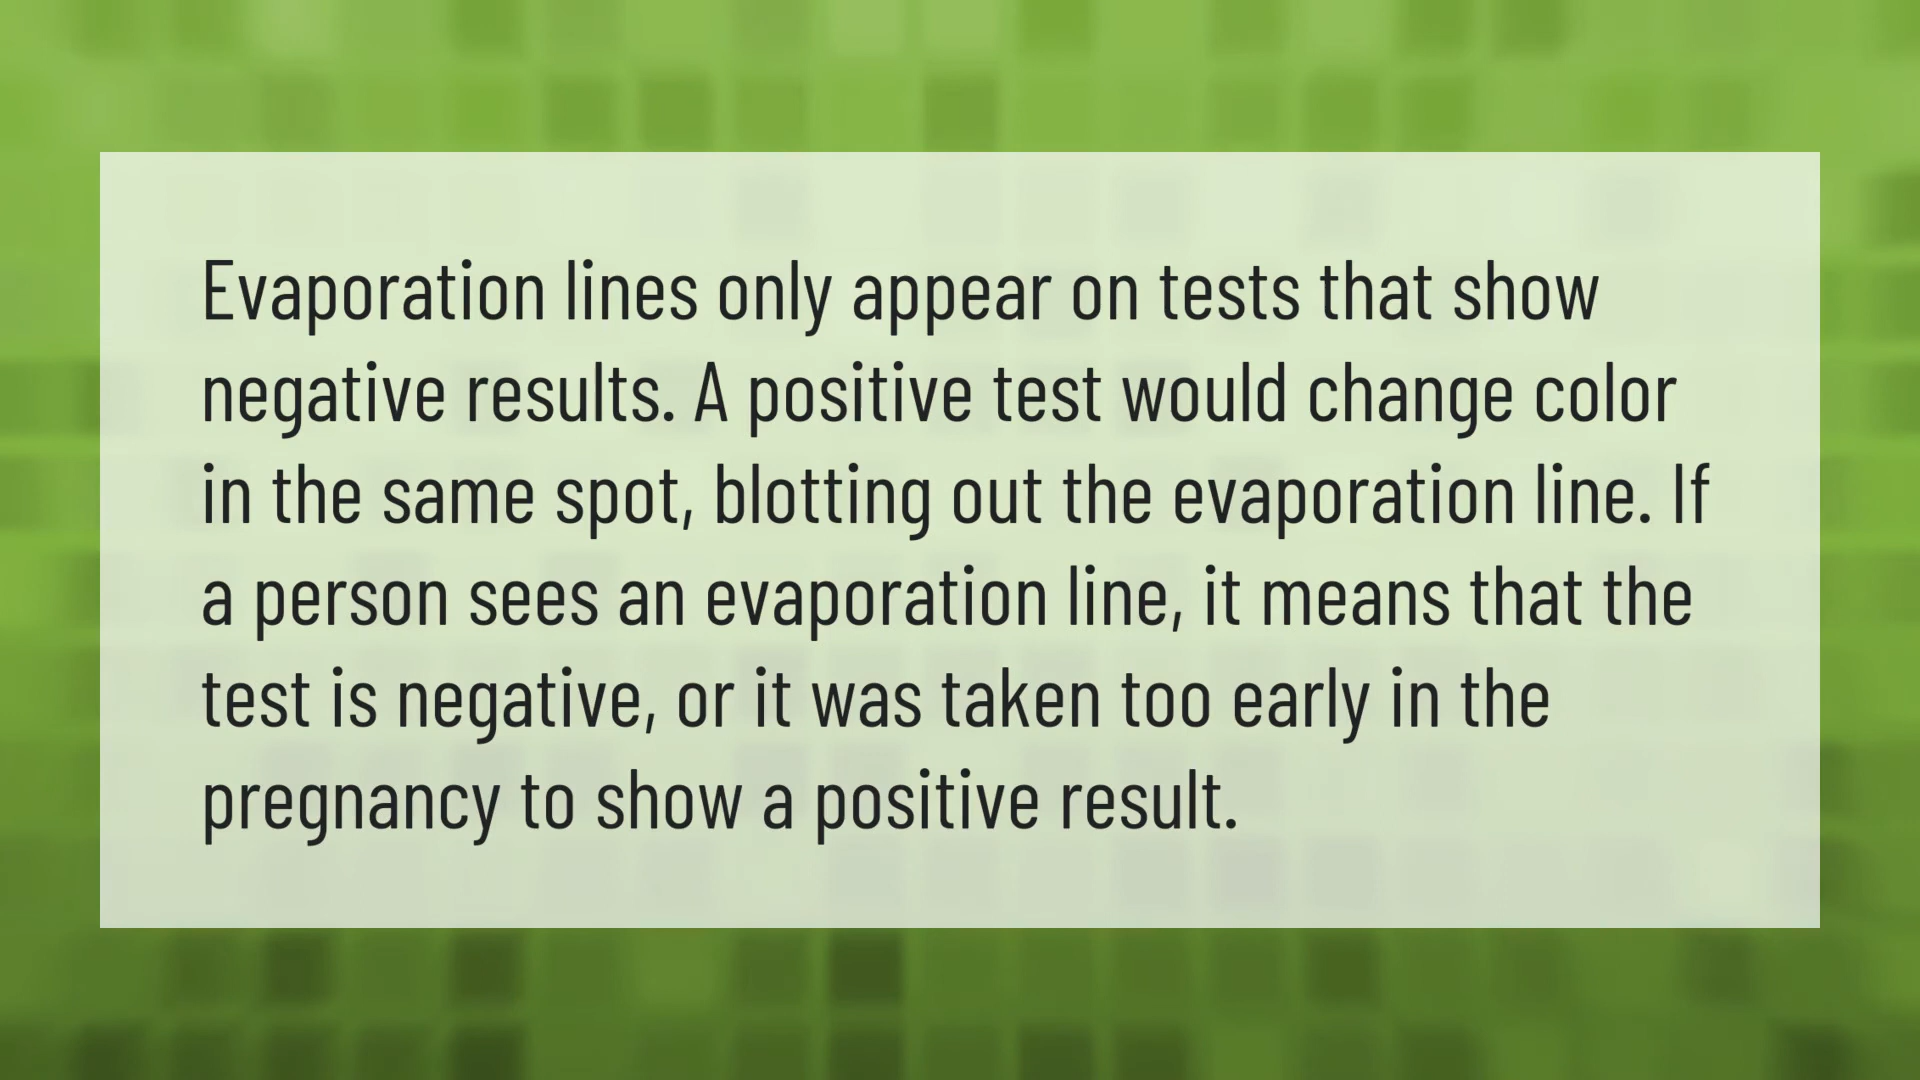 Evaporation lines only appear on tests that show
negative results. A positive test would change color
in the same spot, blotting out the evaporation line. If
a person sees an evaporation line, it means that the
test is negative, or it was taken too early in the
pregnancy to show a positive result.